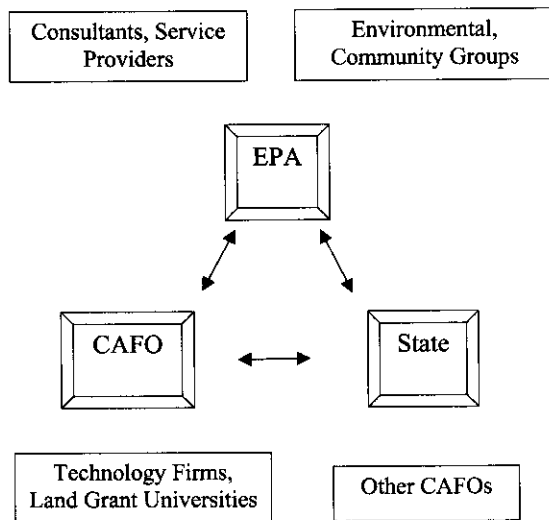 Consultants, Service
Providers
Environmental,
Community Groups
EPA
CAFO
State
Technology Firms,
Land Grant Universities
Other CAFOs